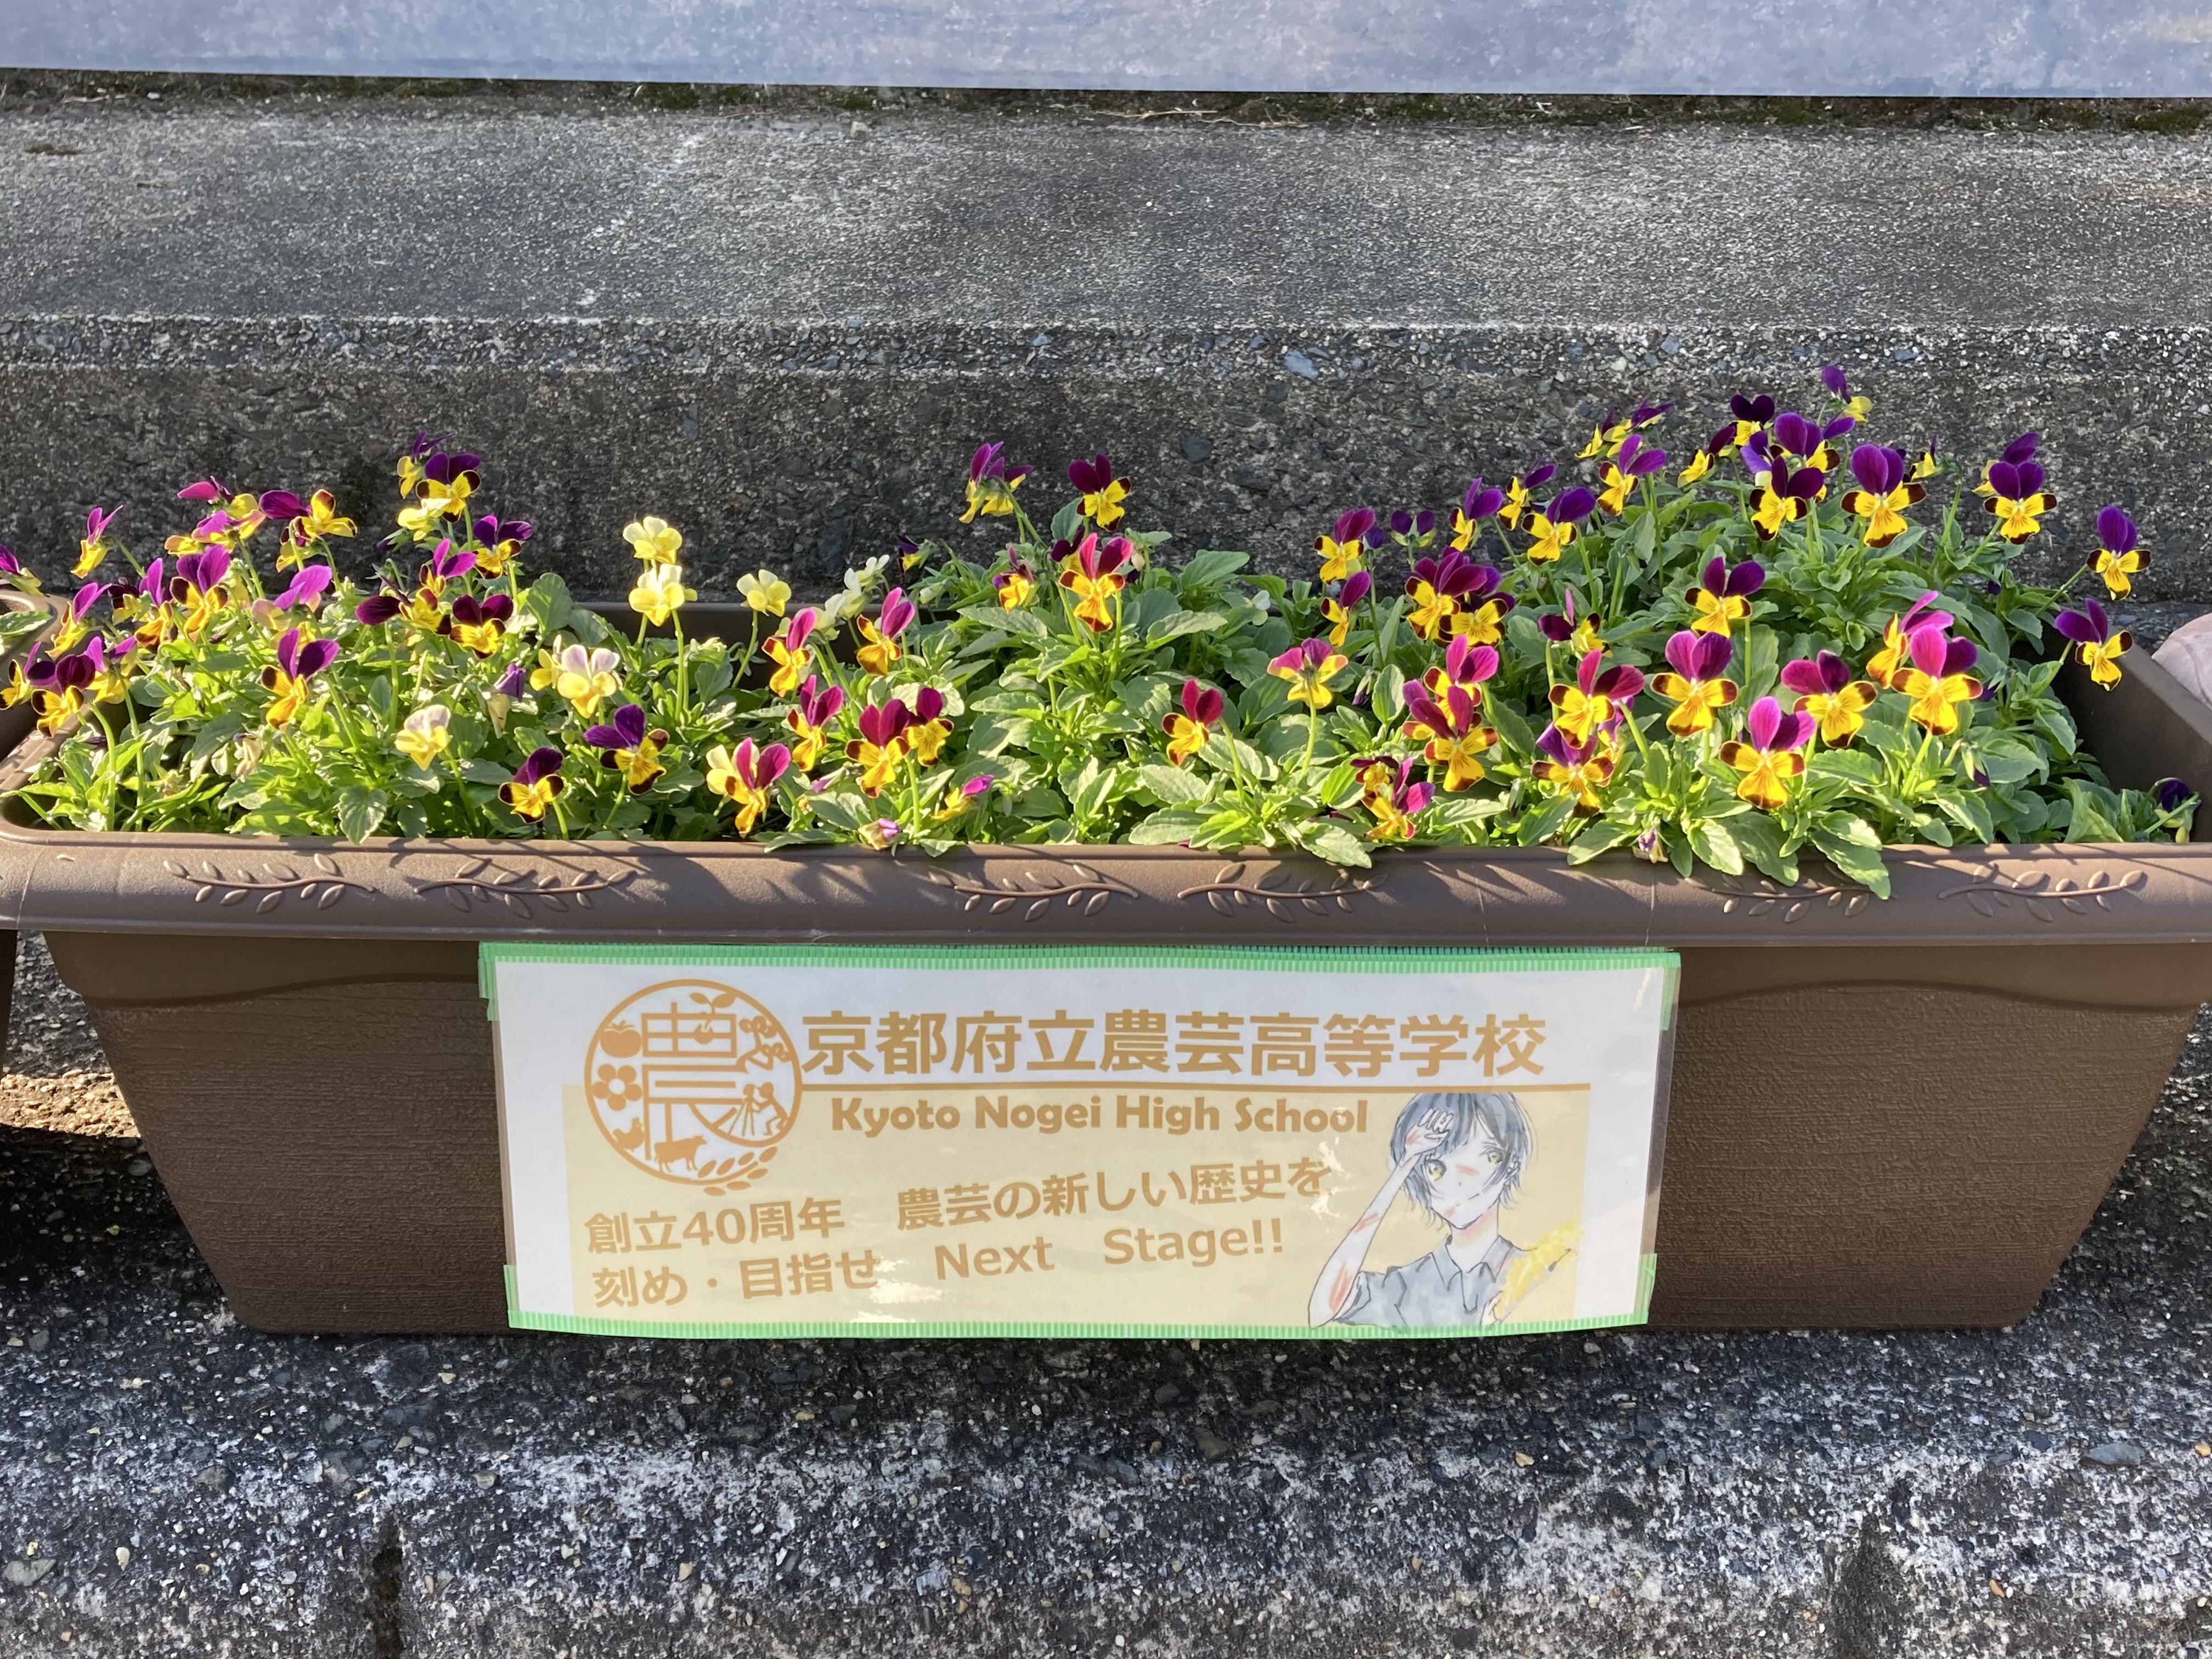 農
京都府立農芸高等学校
Kyoto Nogei High School
創立40周年　農芸の新しい歴史を
刻め・目指せ　Next　Stage!!